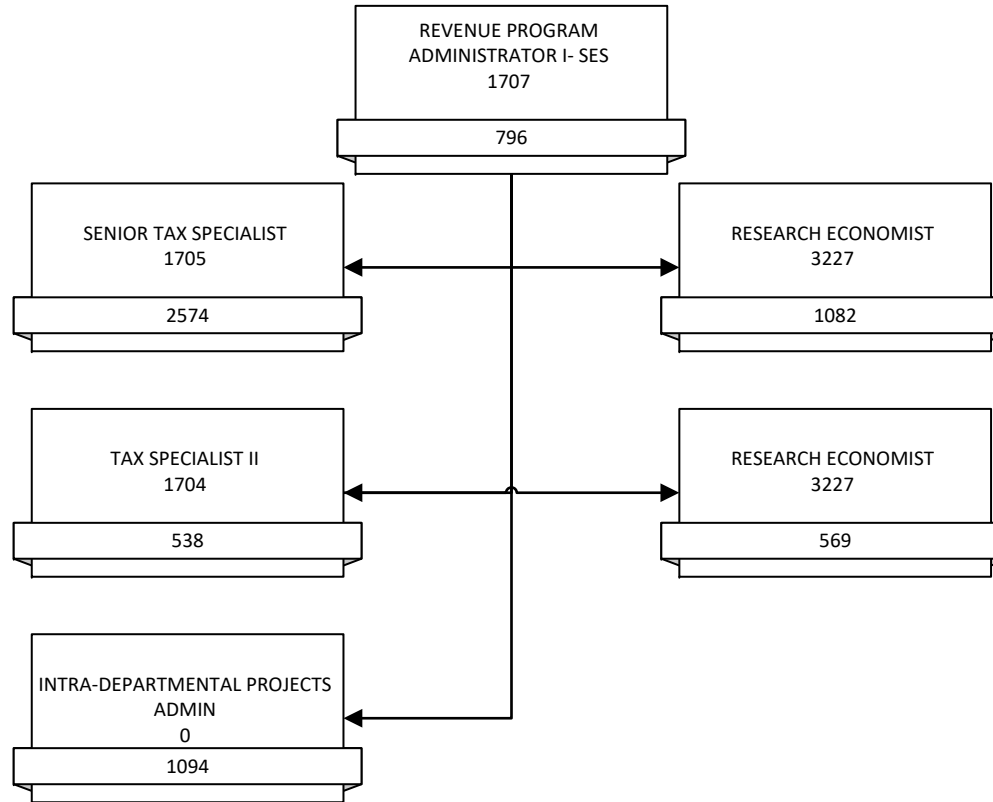 REVENUE PROGRAM
ADMINISTRATOR I- SES
1707
796
SENIOR TAX SPECIALIST
1705
2574
RESEARCH ECONOMIST
3227
1082
TAX SPECIALIST II
1704
538
RESEARCH ECONOMIST
3227
569
INTRA-DEPARTMENTAL PROJECTS
ADMIN
0
1094